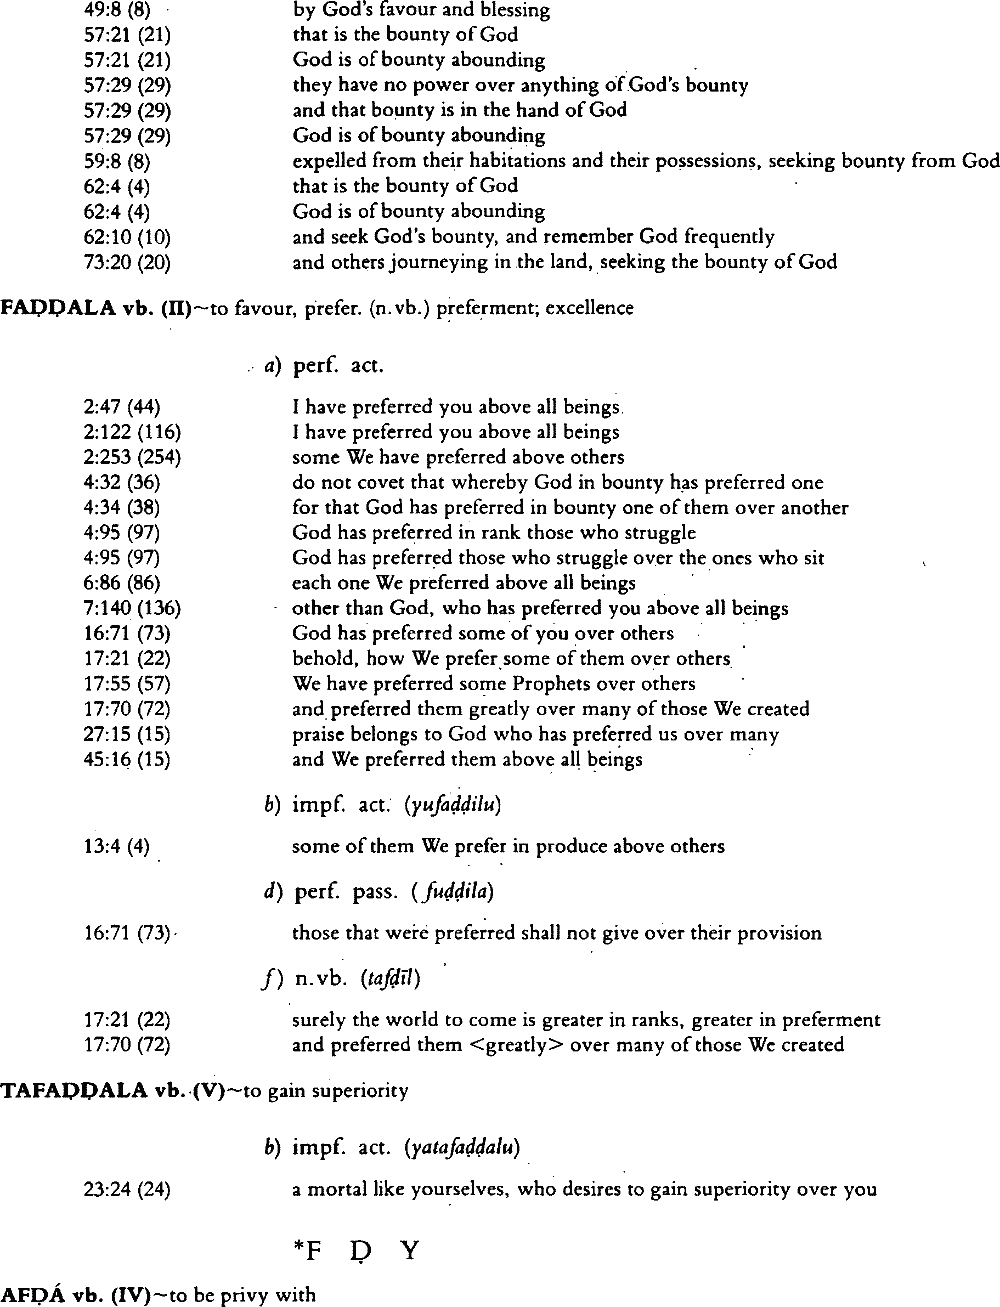 49:8 (8) by God's favour and blessing
57:21 (21) that is the bounty of God
57:21 (21) God is of bounty abounding
57:29 (29) they have no power over anything of God's bounty
57:29 (29) and that bounty is in the hand of God
57:29 (29) God is of bounty abounding
59:8 (8) expelled from their habitations and their possessions, seeking bounty from God
62:4 (4) that is the bounty of God
62:4 (4) God is of bounty abounding
62:10 (10) and seek God's bounty, and remember God frequently
73:20 (20) and others journeying in the land, seeking the bounty of God
FAḌḌALA vb. (II)~to favour, prefer. (n.vb.) preferment; excellence
a) perf. act.
2:47 (44) I have preferred you above all beings
2:122 (116) I have preferred you above all beings
2:253 (254) some We have preferred above others
4:32 (36) do not covet that whereby God in bounty has preferred one
4:34 (38) for that God has preferred in bounty one of them over another
4:95 (97) God has preferred in rank those who struggle
4:95 (97) God has preferred those who struggle over the ones who sit
6:86 (86) each one We preferred above all beings
7:140 (136) other than God, who has preferred you above all beings
16:71 (73) God has preferred some of you over others
17:21 (22) behold, how We prefer some of them over others
17:55 (57) We have preferred some Prophets over others
17:70 (72) and preferred them greatly over many of those We created
27:15 (15) praise belongs to God who has preferred us over many
45:16 (15) and We preferred them above all beings
b) impf. act. (yufaḍḍilu)
13:4 (4) some of them We prefer in produce above others
d) perf. pass. (fuḍḍila)
16:71 (73) those that were preferred shall not give over their provision
f) n.vb. (tafḍīl)
17:21 (22) surely the world to come is greater in ranks, greater in preferment
17:70 (72) and preferred them <greatly> over many of those We created
TAFAḌḌALA vb. (V)~to gain superiority
b) impf. act. (yatafaḍḍalu)
23:24 (24) a mortal like yourselves, who desires to gain superiority over you
*F Ḍ Y
AFḌÁ vb. (IV)~to be privy with